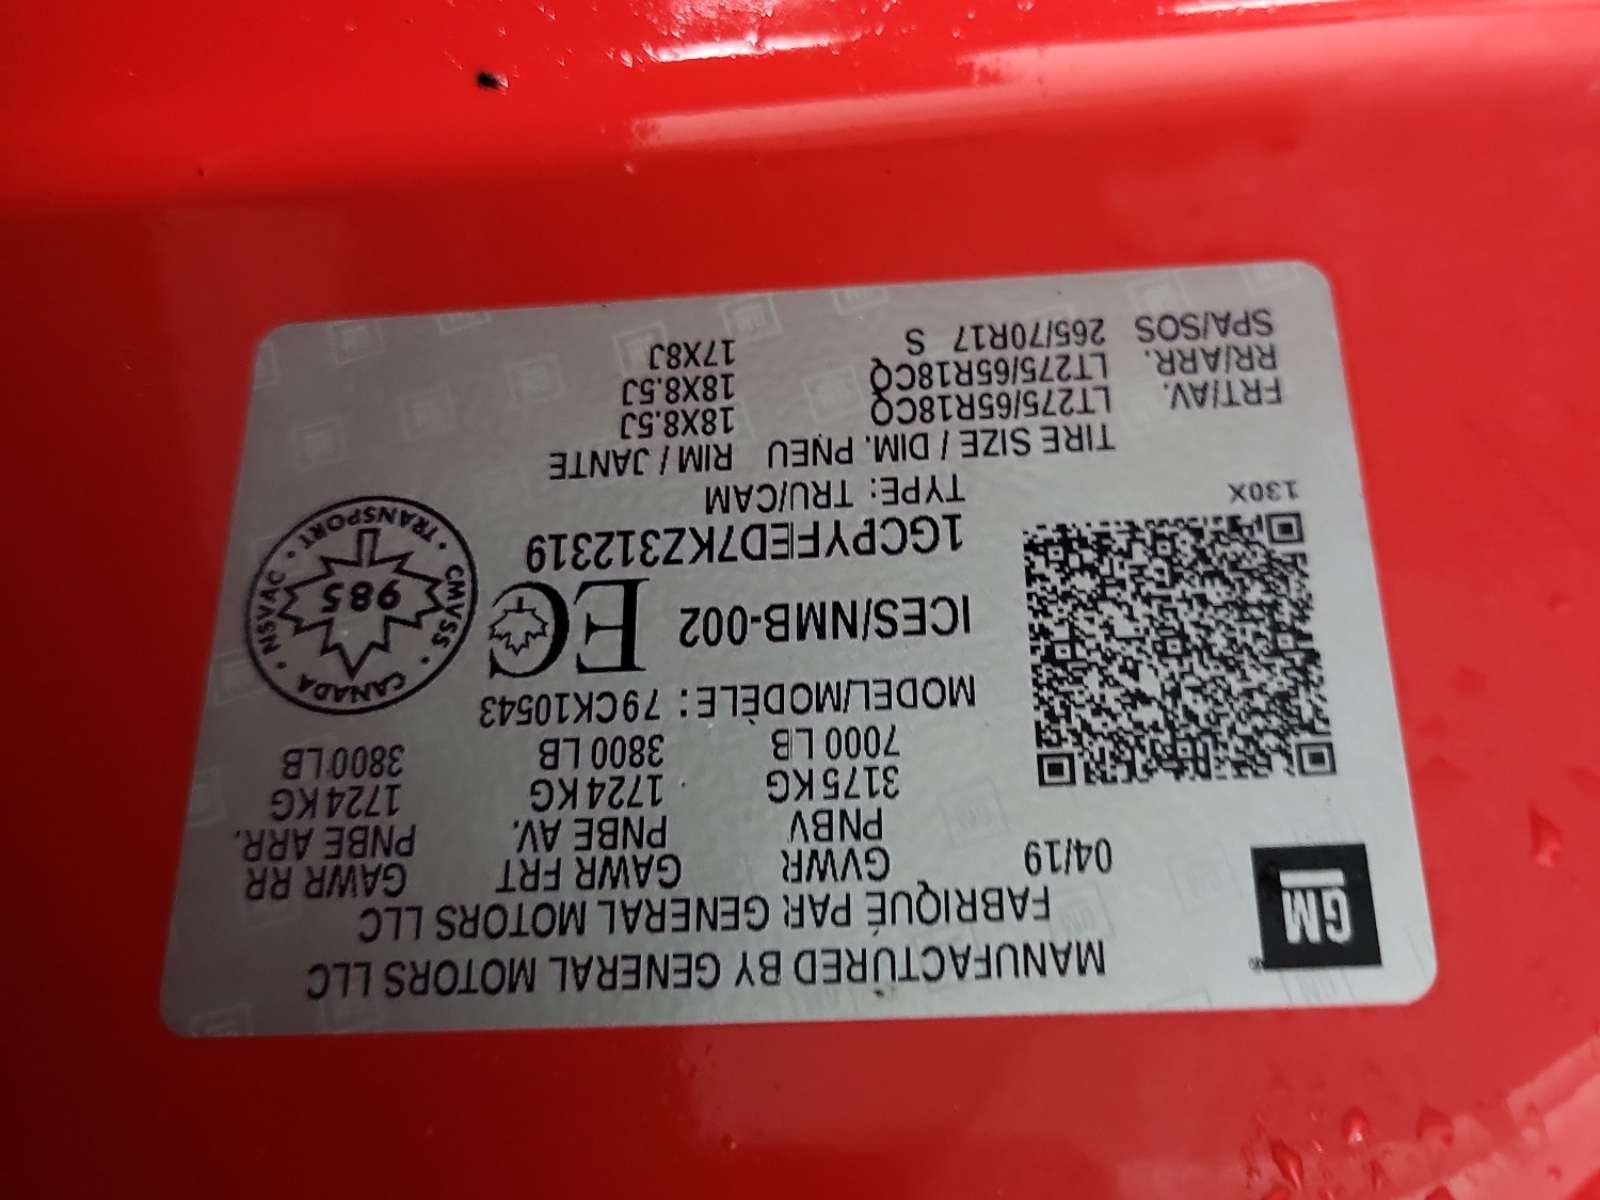 GM
MANUFACTURED BY GENERAL MOTORS LLC
FABRIQUÉ PAR GENERAL MOTORS LLC
04/19 GVWR GAWR FRT GAWR RR
PNBV PNBE AV. PNBE ARR.
3175 KG 1724 KG 1724 KG
7000 LB 3800 LB 3800 LB
MODEL/MODÈLE: 79CK10543
ICES/NMB-002 EC
CANADA · CMVSS · TRANSPORT · NSVAC
985
1GCPYFED7KZ312319
TYPE: TRU/CAM
130X
TIRE SIZE / DIM. PNEU RIM / JANTE
FRT/AV. LT275/65R18CQ 18X8.5J
RR/ARR. LT275/65R18CQ 18X8.5J
SPA/SOS 265/70R17 S 17X8J